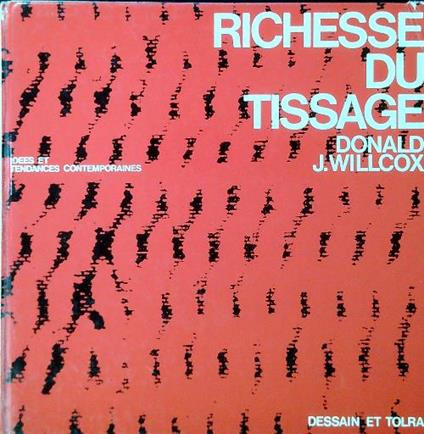 RICHESSE
DU
TISSAGE
DONALD
J. WILLCOX
IDEES ET
TENDANCES CONTEMPORAINES
DESSAIN ET TOLRA